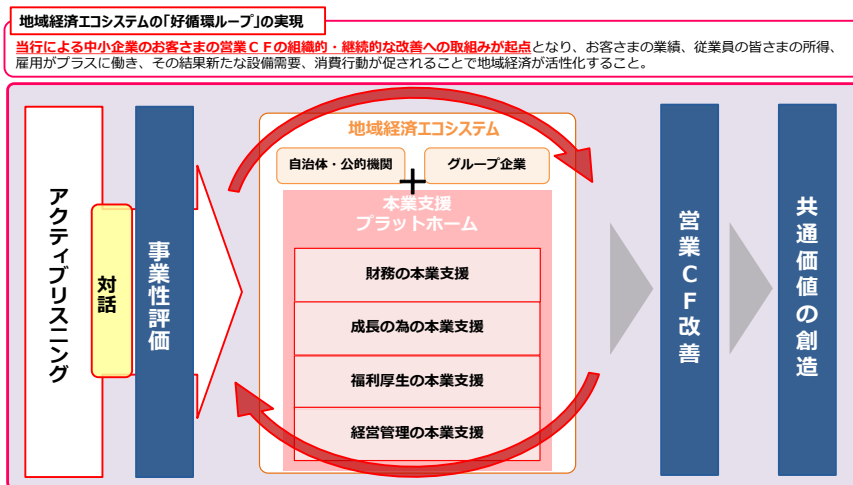 地域経済エコシステムの「好循環ループ」の実現
当行による中小企業のお客さまの営業ＣＦの組織的・継続的な改善への取組みが起点となり、お客さまの業績、従業員の皆さまの所得、
雇用がプラスに働き、その結果新たな設備需要、消費行動が促されることで地域経済が活性化すること。
アクティブリスニング
対話
事業性評価
地域経済エコシステム
自治体・公的機関
＋
グループ企業
本業支援
プラットホーム
財務の本業支援
成長の為の本業支援
福利厚生の本業支援
経営管理の本業支援
営業ＣＦ改善
共通価値の創造